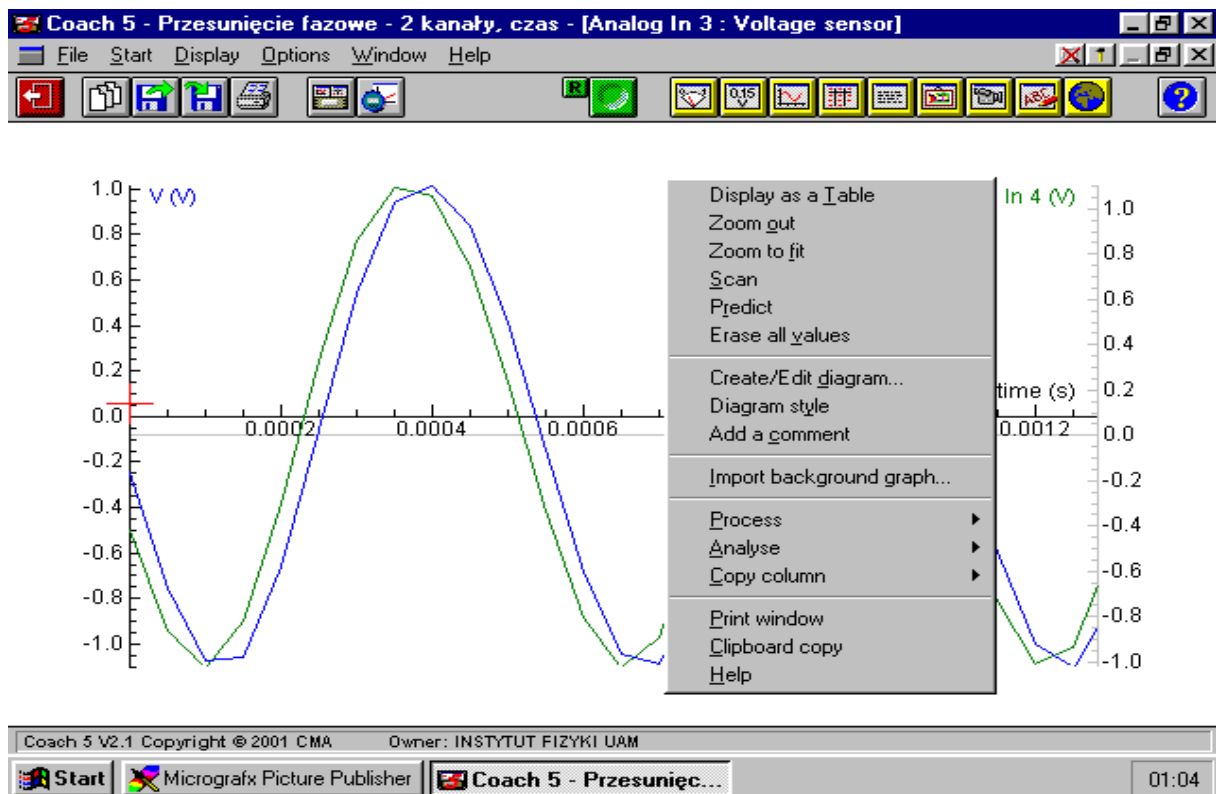 Coach 5 - Przesunięcie fazowe - 2 kanały, czas - [Analog In 3 : Voltage sensor]
File Start Display Options Window Help
R 0,15 ABC ?
V (V)
In 4 (V)
1.0
0.8
0.6
0.4
0.2
0.0
-0.2
-0.4
-0.6
-0.8
-1.0
0.0002 0.0004 0.0006 0.0012
time (s)
1.0
0.8
0.6
0.4
0.2
0.0
-0.2
-0.4
-0.6
-0.8
-1.0
Display as a Table
Zoom out
Zoom to fit
Scan
Predict
Erase all values
Create/Edit diagram...
Diagram style
Add a comment
Import background graph...
Process
Analyse
Copy column
Print window
Clipboard copy
Help
Coach 5 V2.1 Copyright © 2001 CMA Owner: INSTYTUT FIZYKI UAM
Start Micrografx Picture Publisher Coach 5 - Przesunięc... 01:04